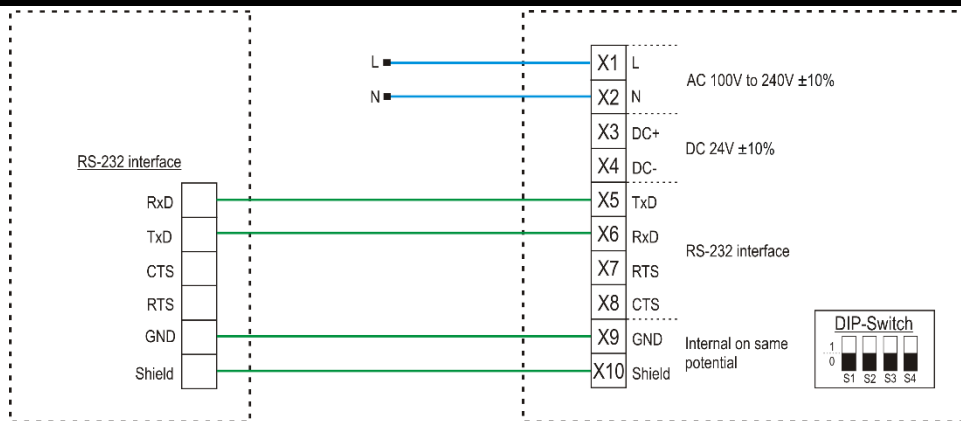 L
N
X1 L
X2 N
AC 100V to 240V ±10%
X3 DC+
X4 DC-
DC 24V ±10%
RS-232 interface
RxD
TxD
CTS
RTS
GND
Shield
X5 TxD
X6 RxD
X7 RTS
X8 CTS
RS-232 interface
X9 GND
X10 Shield
Internal on same
potential
DIP-Switch
1
0
S1 S2 S3 S4